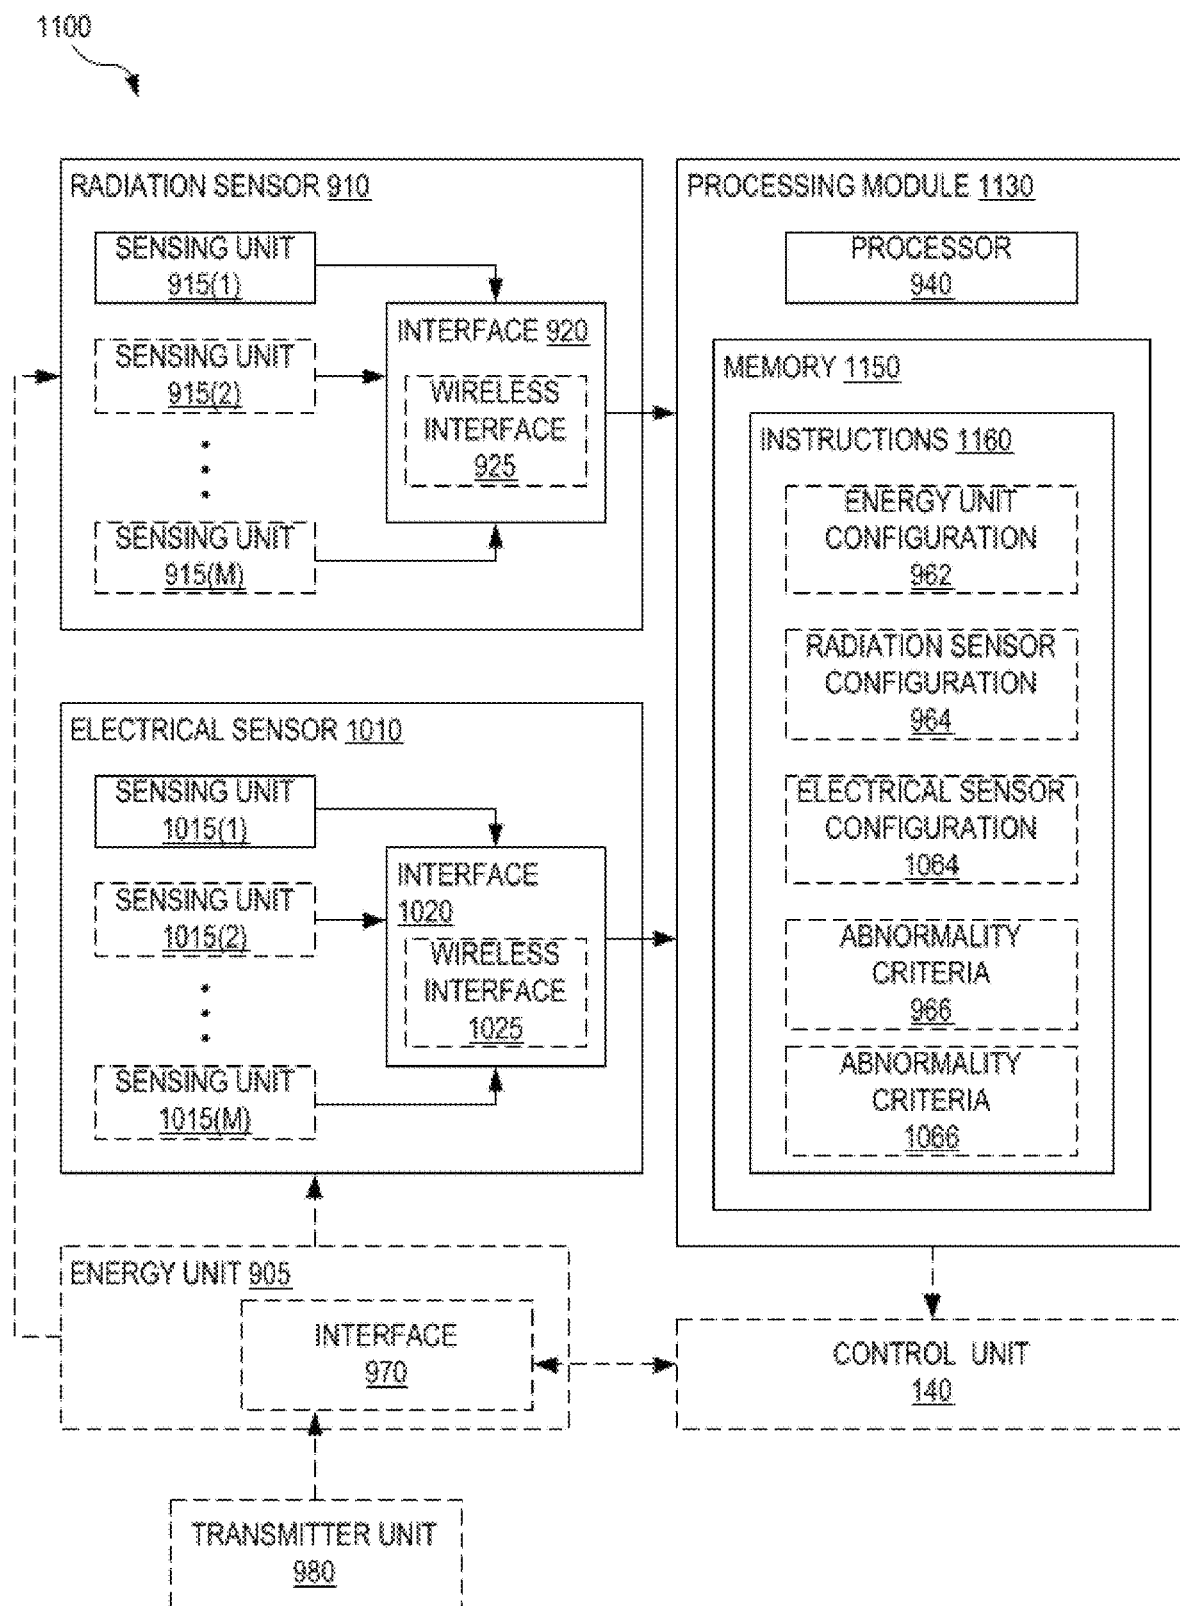 1100
RADIATION SENSOR 910
SENSING UNIT
915(1)
SENSING UNIT
915(2)
SENSING UNIT
915(M)
INTERFACE 920
WIRELESS
INTERFACE
925
ELECTRICAL SENSOR 1010
SENSING UNIT
1015(1)
SENSING UNIT
1015(2)
SENSING UNIT
1015(M)
INTERFACE
1020
WIRELESS
INTERFACE
1025
PROCESSING MODULE 1130
PROCESSOR
940
MEMORY 1150
INSTRUCTIONS 1160
ENERGY UNIT
CONFIGURATION
962
RADIATION SENSOR
CONFIGURATION
964
ELECTRICAL SENSOR
CONFIGURATION
1064
ABNORMALITY
CRITERIA
966
ABNORMALITY
CRITERIA
1066
ENERGY UNIT 905
INTERFACE
970
CONTROL UNIT
140
TRANSMITTER UNIT
980